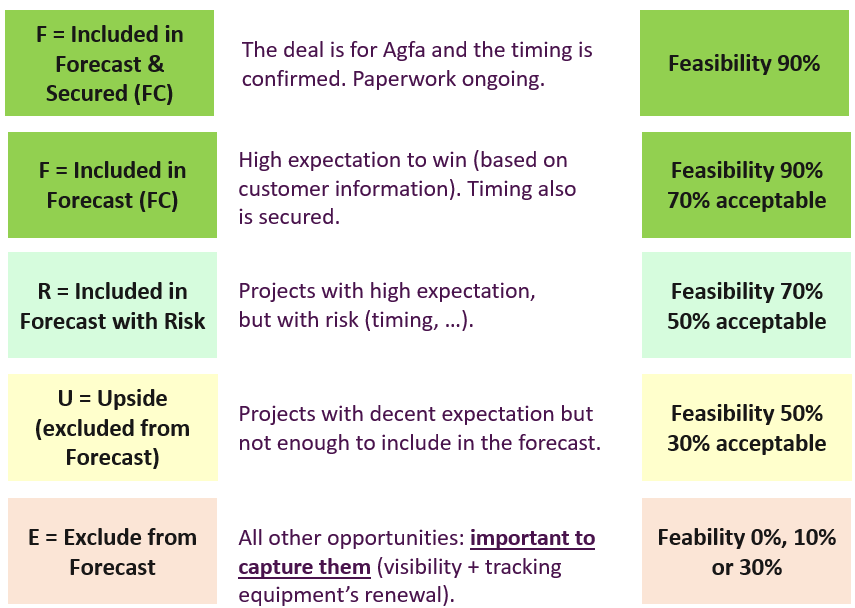 F = Included in
Forecast &
Secured (FC)
The deal is for Agfa and the timing is
confirmed. Paperwork ongoing.
Feasibility 90%
F = Included in
Forecast (FC)
High expectation to win (based on
customer information). Timing also
is secured.
Feasibility 90%
70% acceptable
R = Included in
Forecast with Risk
Projects with high expectation,
but with risk (timing, …).
Feasibility 70%
50% acceptable
U = Upside
(excluded from
Forecast)
Projects with decent expectation but
not enough to include in the forecast.
Feasibility 50%
30% acceptable
E = Exclude from
Forecast
All other opportunities: important to
capture them (visibility + tracking
equipment’s renewal).
Feability 0%, 10%
or 30%